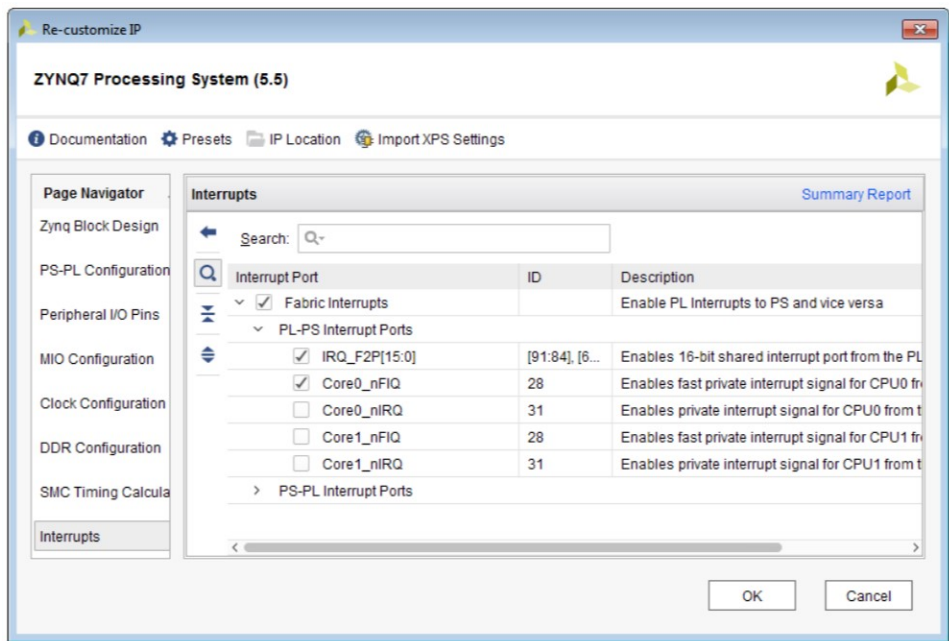 Re-customize IP
ZYNQ7 Processing System (5.5)
Documentation Presets IP Location Import XPS Settings
Page Navigator
Zynq Block Design
PS-PL Configuration
Peripheral I/O Pins
MIO Configuration
Clock Configuration
DDR Configuration
SMC Timing Calcula
Interrupts
Interrupts Summary Report
Search:
Interrupt Port ID Description
Fabric Interrupts Enable PL Interrupts to PS and vice versa
PL-PS Interrupt Ports
IRQ_F2P[15:0] [91:84], [6... Enables 16-bit shared interrupt port from the PL
Core0_nFIQ 28 Enables fast private interrupt signal for CPU0 fr
Core0_nIRQ 31 Enables private interrupt signal for CPU0 from t
Core1_nFIQ 28 Enables fast private interrupt signal for CPU1 fr
Core1_nIRQ 31 Enables private interrupt signal for CPU1 from t
PS-PL Interrupt Ports
OK Cancel